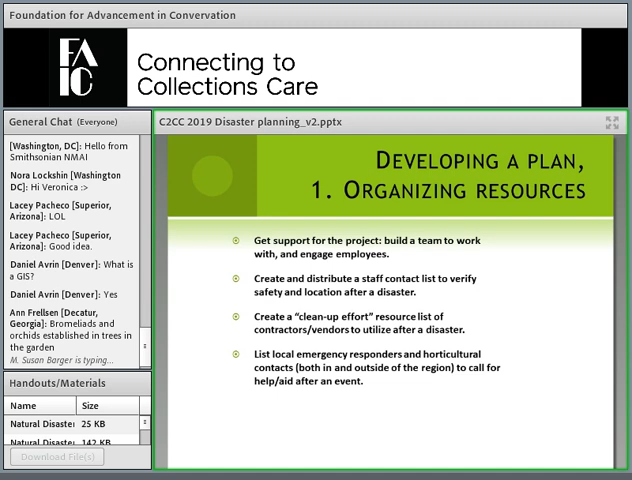 Foundation for Advancement in Convervation
FA
IC
Connecting to
Collections Care
General Chat (Everyone)
[Washington, DC]: Hello from
Smithsonian NMAI
Nora Lockshin [Washington
DC]: Hi Veronica :>
Lacey Pacheco [Superior,
Arizona]: LOL
Lacey Pacheco [Superior,
Arizona]: Good idea.
Daniel Avrin [Denver]: What is
a GIS?
Daniel Avrin [Denver]: Yes
Ann Frellsen [Decatur,
Georgia]: Bromeliads and
orchids established in trees in
the garden
M. Susan Barger is typing...
Handouts/Materials
Name Size
Natural Disaste 25 KB
Natural Disaste 142 KB
Download File(s)
C2CC 2019 Disaster planning_v2.pptx
DEVELOPING A PLAN,
1. ORGANIZING RESOURCES
Get support for the project: build a team to work
with, and engage employees.
Create and distribute a staff contact list to verify
safety and location after a disaster.
Create a “clean-up effort” resource list of
contractors/vendors to utilize after a disaster.
List local emergency responders and horticultural
contacts (both in and outside of the region) to call for
help/aid after an event.